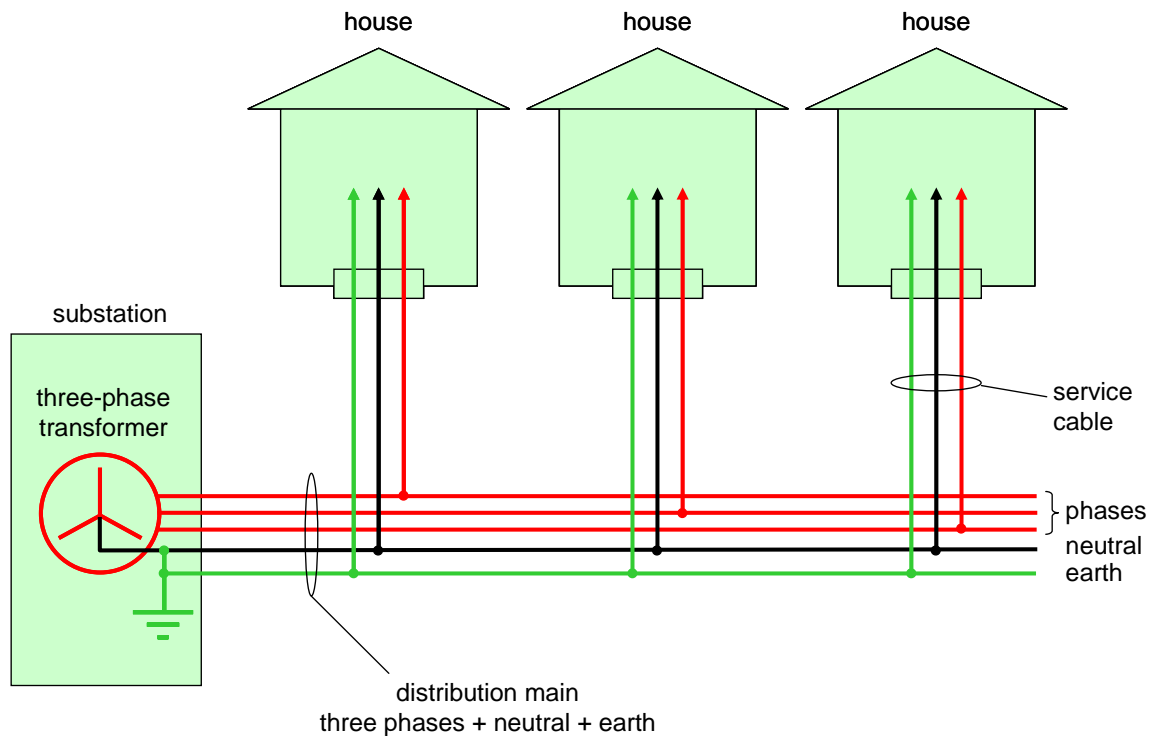 house
house
house
substation
three-phase
transformer
service
cable
phases
neutral
earth
distribution main
three phases + neutral + earth